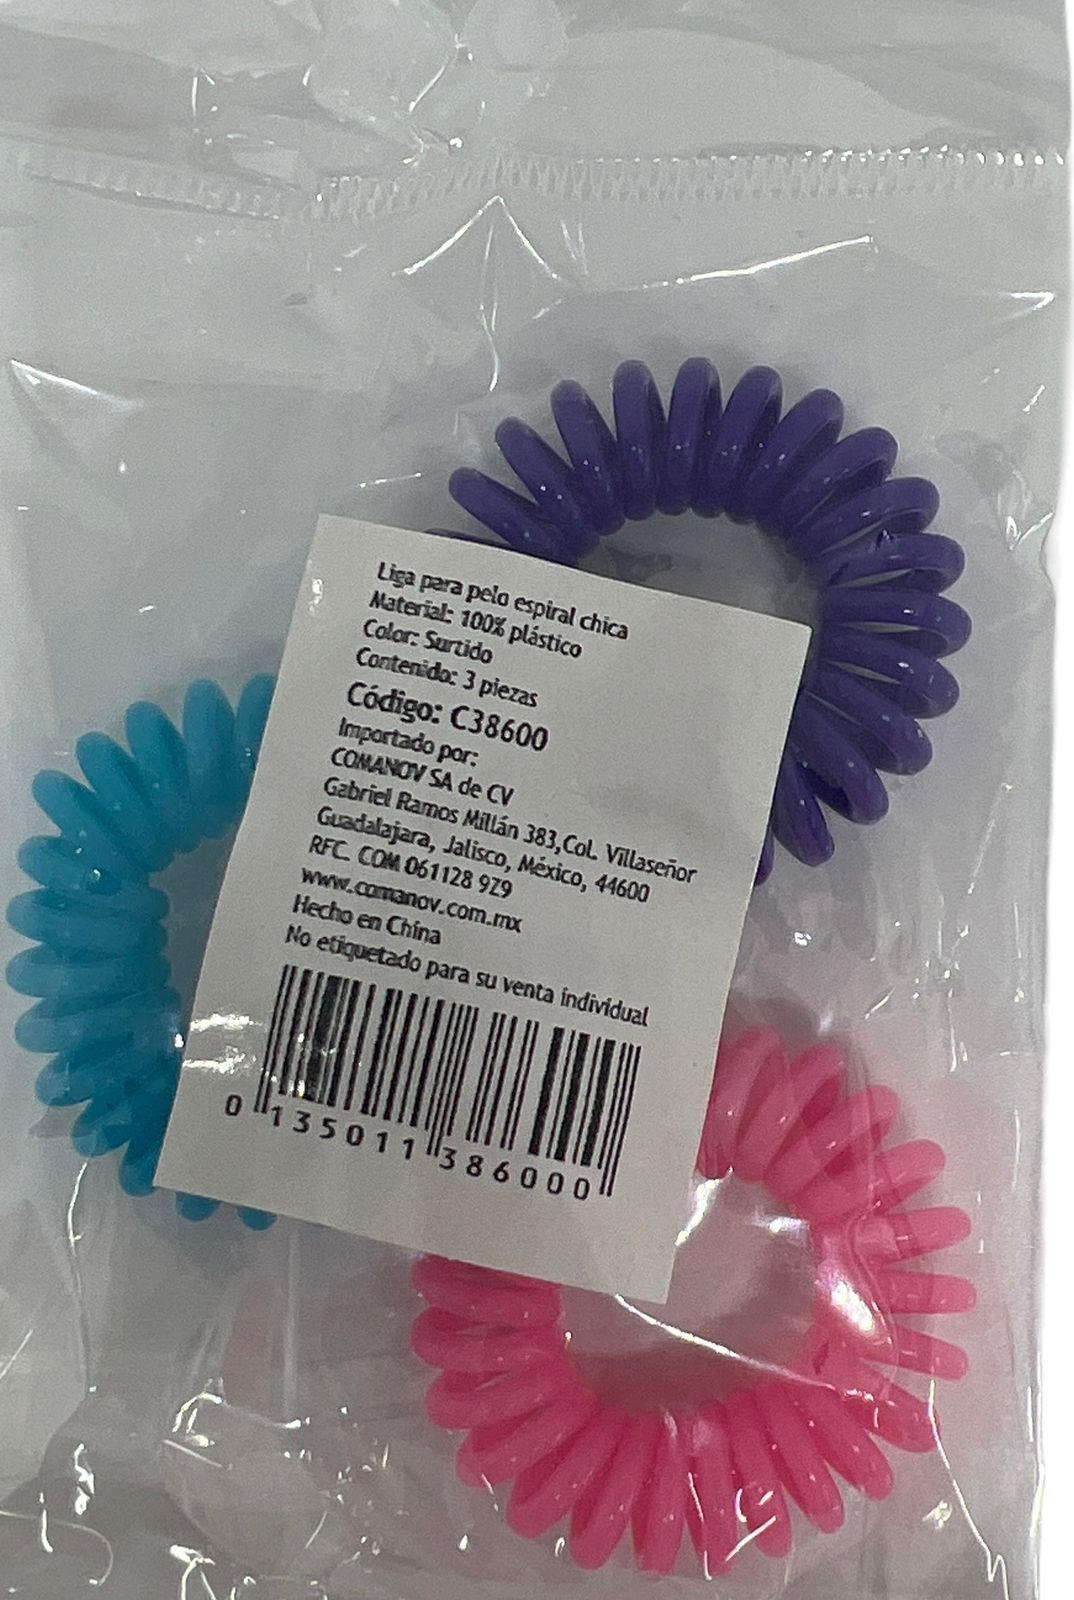 Liga para pelo espiral chica
Material: 100% plástico
Color: Surtido
Contenido: 3 piezas
Código: C38600
Importado por:
COMANOV SA de CV
Gabriel Ramos Millán 383,Col. Villaseñor
Guadalajara, Jalisco, México, 44600
RFC. COM 061128 9Z9
www.comanov.com.mx
Hecho en China
No etiquetado para su venta individual
0 135011 386000